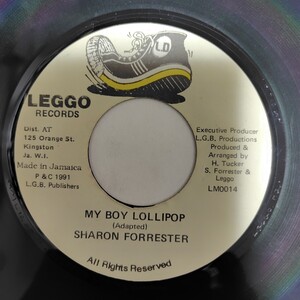 LG
LEGGO
RECORDS
Dist. AT
125 Orange St.
Kingston
Ja. W.I.
Made in Jamaica
P & C 1991
L.G.B. Publishers
Executive Producer
L.G.B. Productions
Produced &
Arranged by
H. Tucker
S. Forrester &
Leggo
LM0014
MY BOY LOLLIPOP
(Adapted)
SHARON FORRESTER
All Rights Reserved